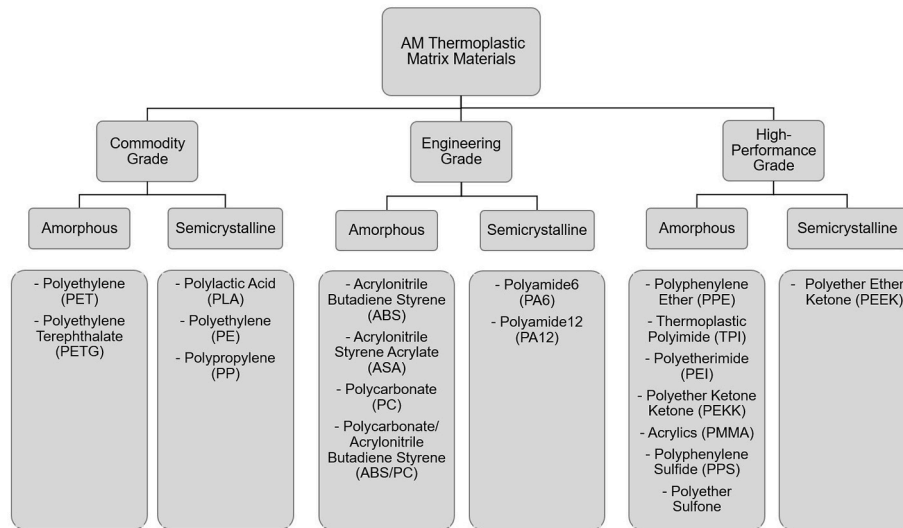 AM Thermoplastic
Matrix Materials
Commodity
Grade
Engineering
Grade
High-
Performance
Grade
Amorphous
Semicrystalline
Amorphous
Semicrystalline
Amorphous
Semicrystalline
- Polyethylene
(PET)
- Polyethylene
Terephthalate
(PETG)
- Polylactic Acid
(PLA)
- Polyethylene
(PE)
- Polypropylene
(PP)
- Acrylonitrile
Butadiene Styrene
(ABS)
- Acrylonitrile
Styrene Acrylate
(ASA)
- Polycarbonate
(PC)
- Polycarbonate/
Acrylonitrile
Butadiene Styrene
(ABS/PC)
- Polyamide6
(PA6)
- Polyamide12
(PA12)
- Polyphenylene
Ether (PPE)
- Thermoplastic
Polyimide (TPI)
- Polyetherimide
(PEI)
- Polyether Ketone
Ketone (PEKK)
- Acrylics (PMMA)
- Polyphenylene
Sulfide (PPS)
- Polyether
Sulfone
- Polyether Ether
Ketone (PEEK)